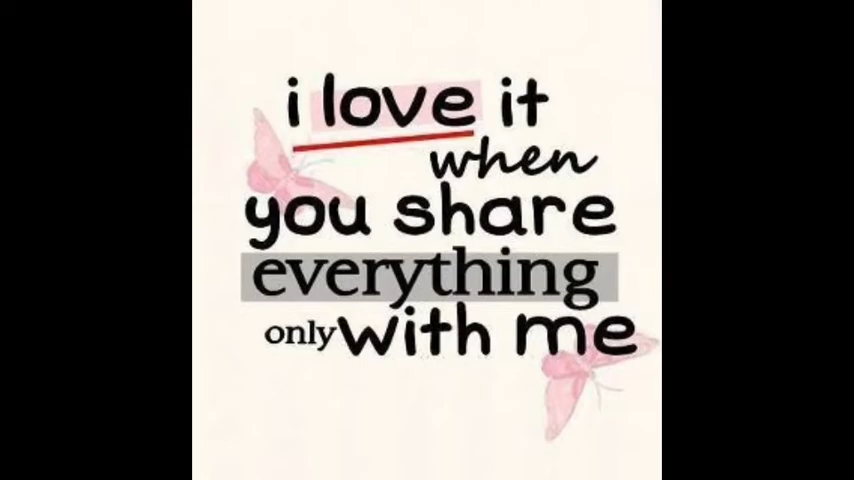 i love it
when
you share
everything
only with me